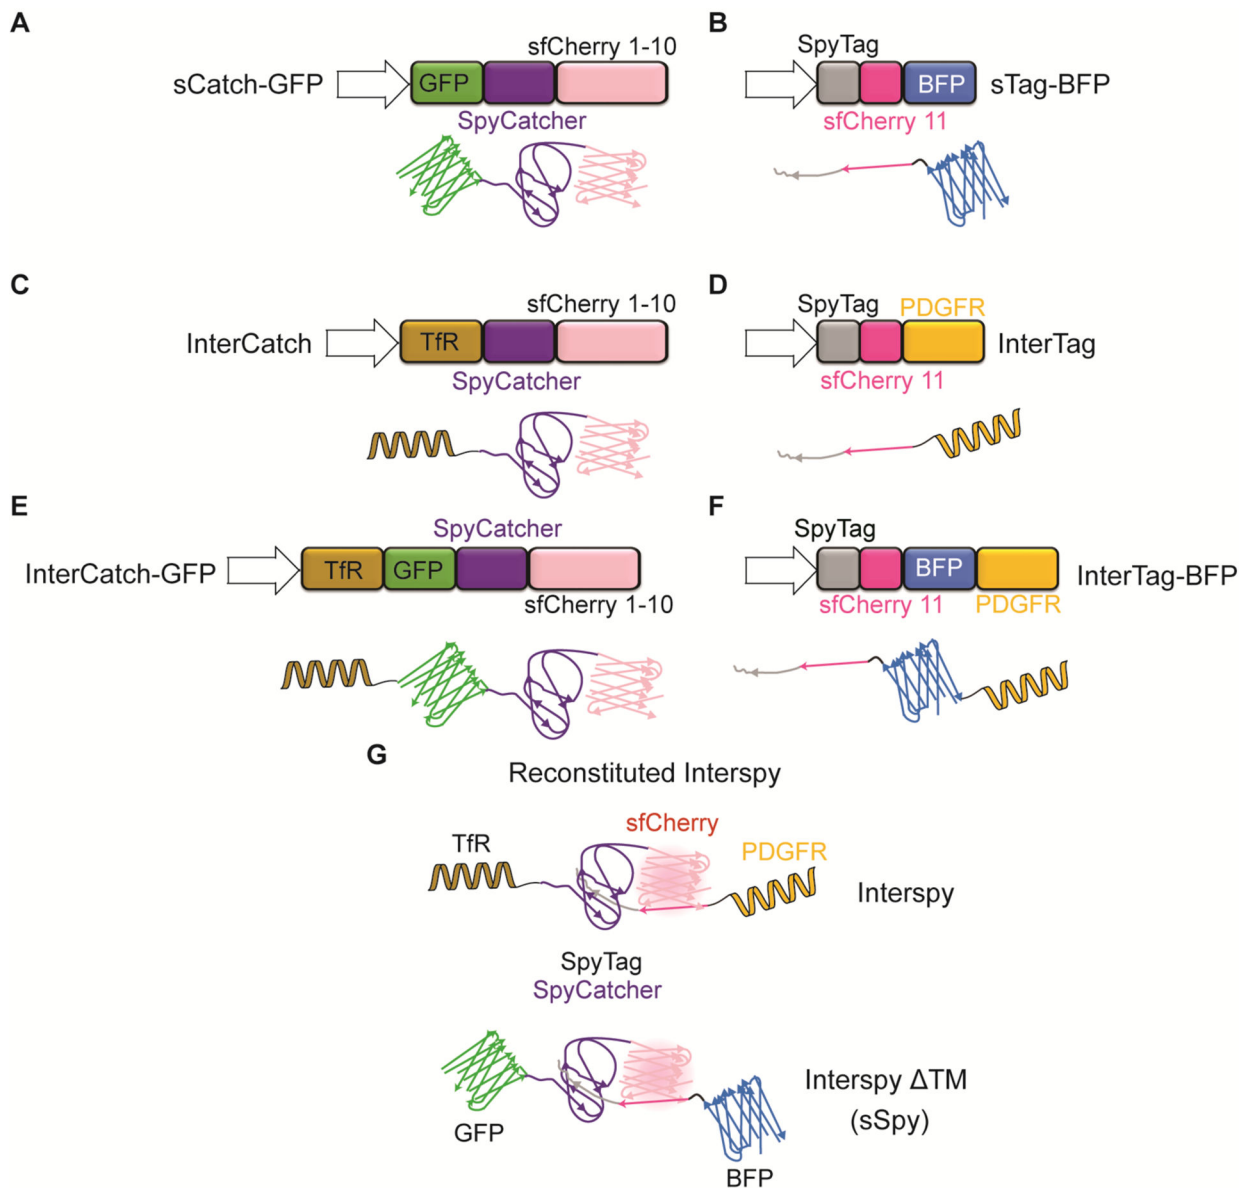 A
sfCherry 1-10
sCatch-GFP
GFP
SpyCatcher
B
SpyTag
BFP
sTag-BFP
sfCherry 11
C
sfCherry 1-10
InterCatch
TfR
SpyCatcher
D
SpyTag
PDGFR
InterTag
sfCherry 11
E
SpyCatcher
InterCatch-GFP
TfR
GFP
sfCherry 1-10
F
SpyTag
BFP
InterTag-BFP
sfCherry 11
PDGFR
G
Reconstituted Interspy
sfCherry
TfR
PDGFR
Interspy
SpyTag
SpyCatcher
Interspy ΔTM
(sSpy)
GFP
BFP